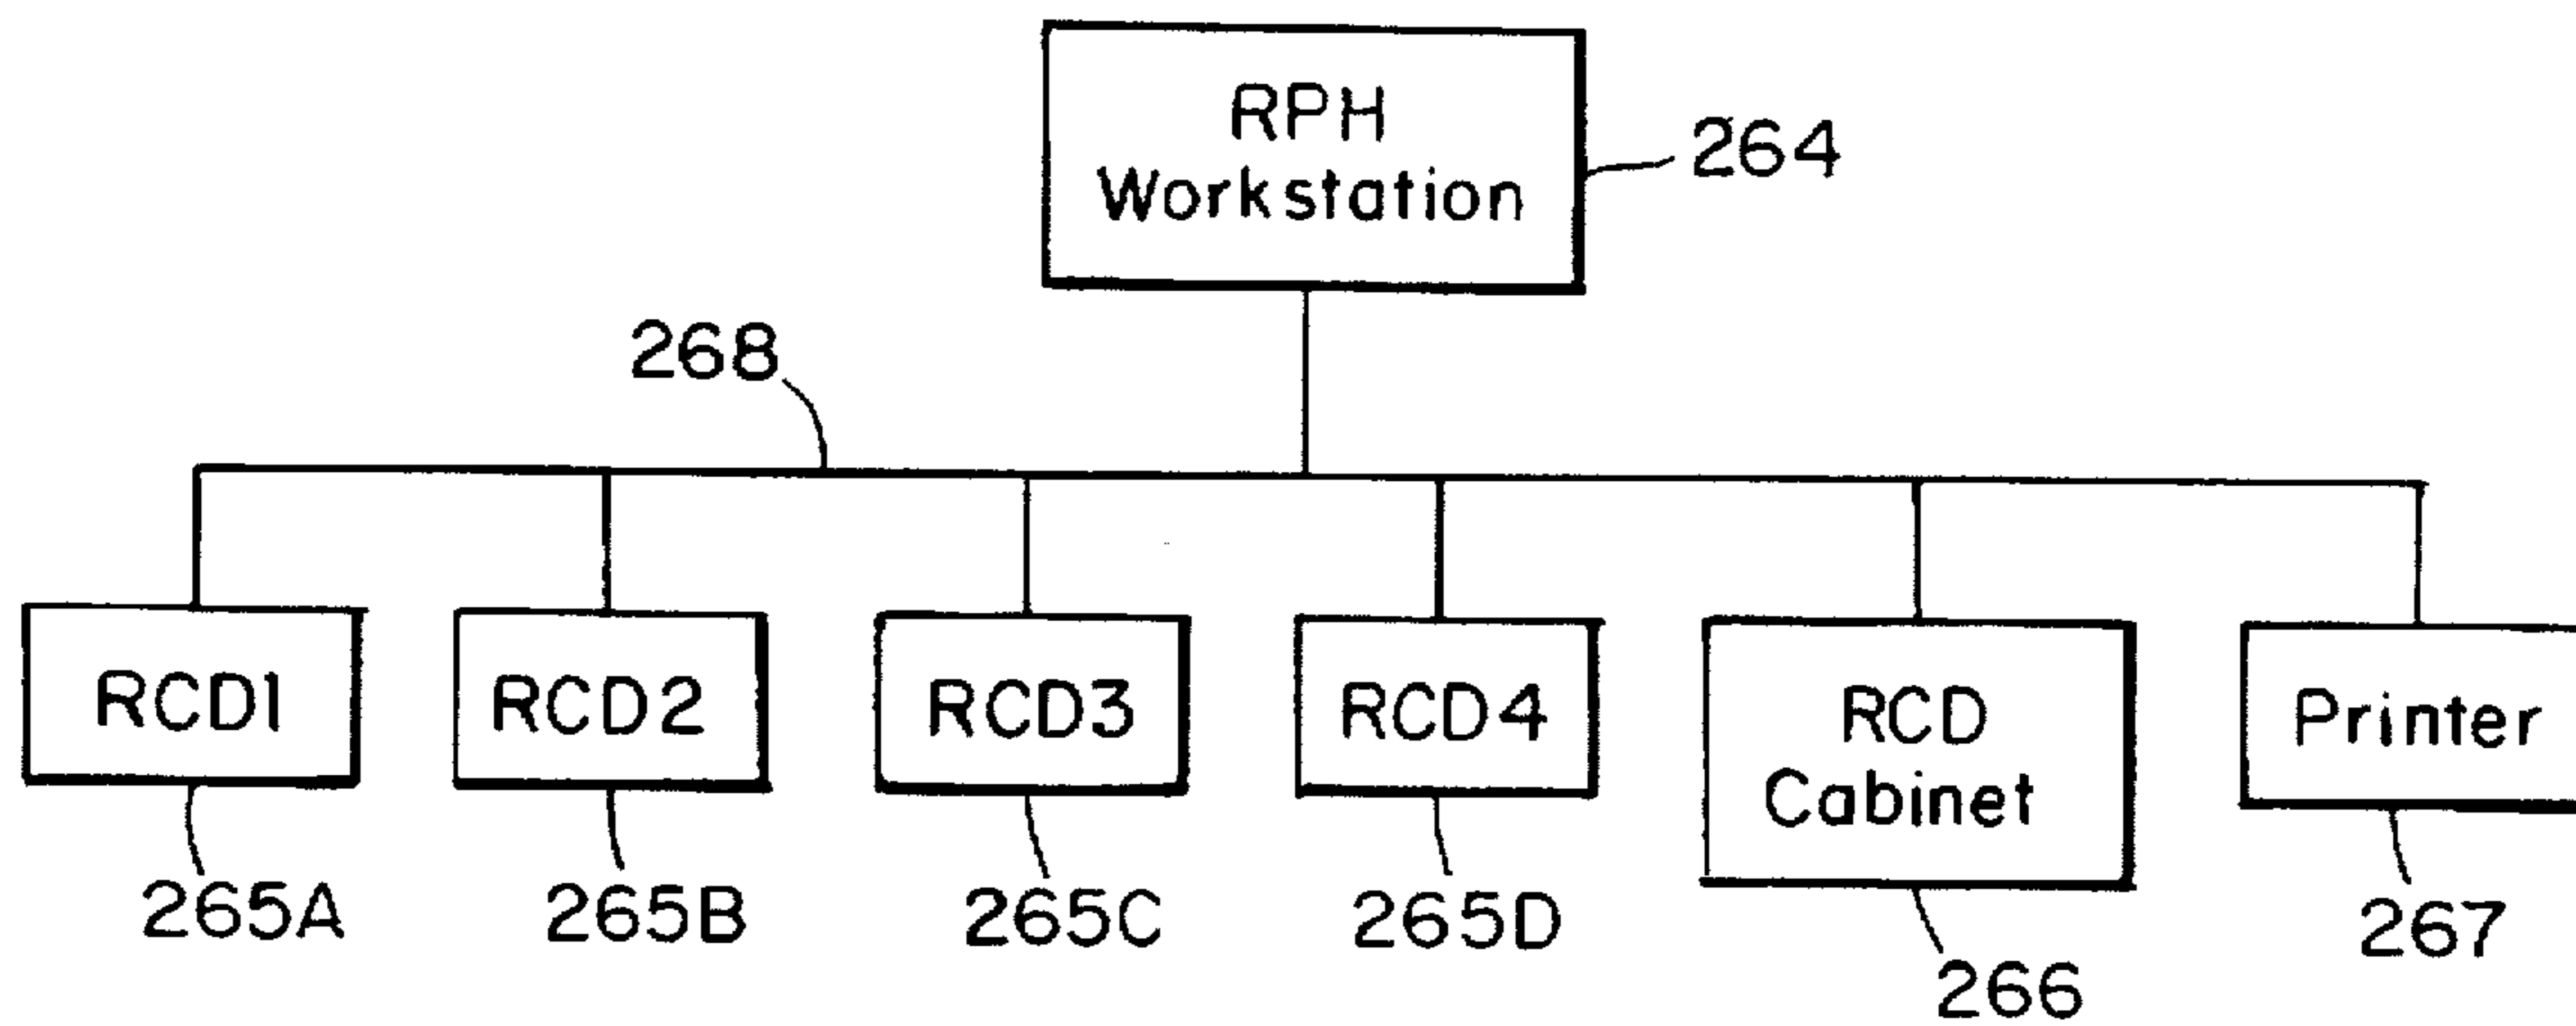 RPH
Workstation
264
268
RCD1
RCD2
RCD3
RCD4
RCD
Cabinet
Printer
265A
265B
265C
265D
266
267